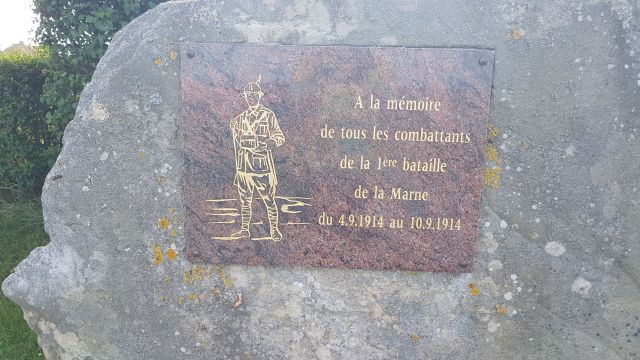 A la mémoire
de tous les combattants
de la 1ère bataille
de la Marne
du 4.9.1914 au 10.9.1914